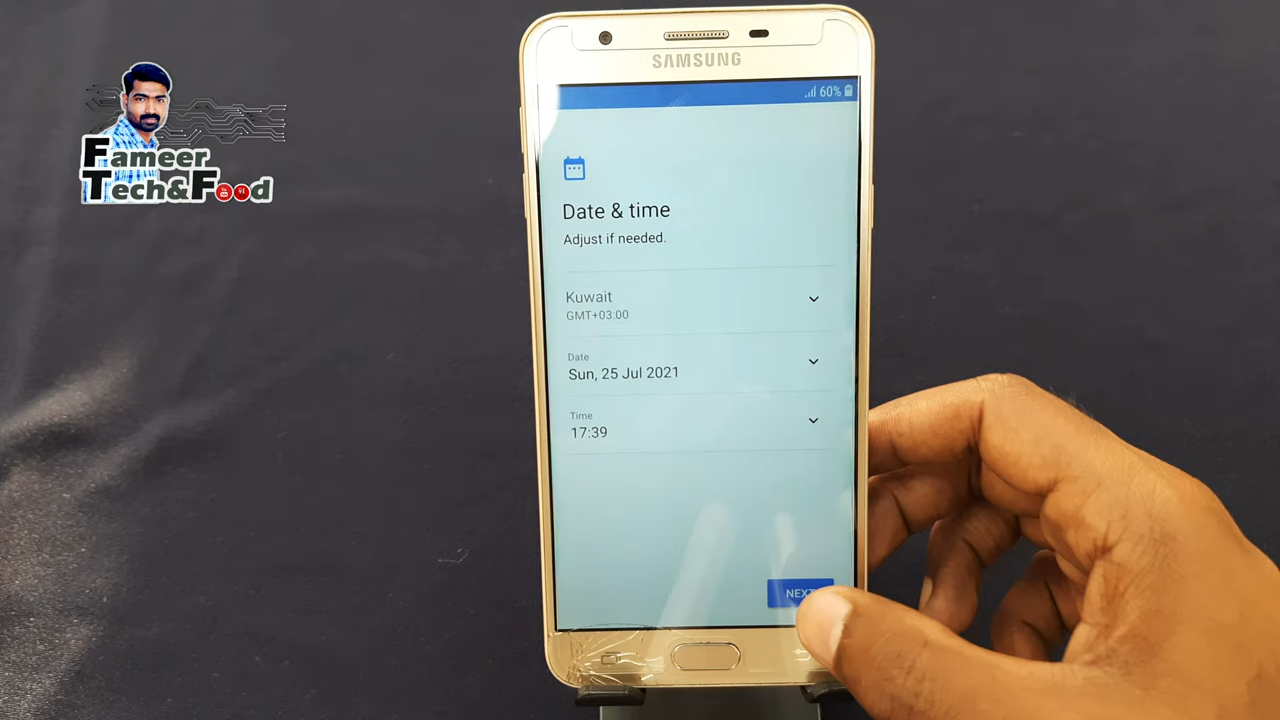 SAMSUNG
60%
Date & time
Adjust if needed.
Kuwait
GMT+03:00
Date
Sun, 25 Jul 2021
Time
17:39
NEXT
Fameer
Tech&Food